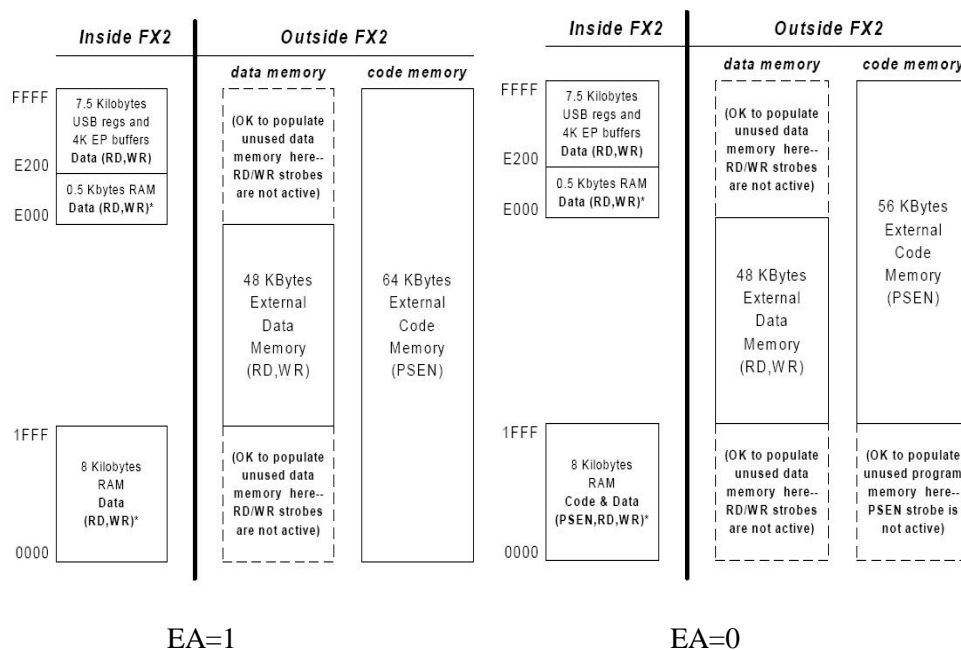 Inside FX2
Outside FX2
data memory
code memory
FFFF
7.5 Kilobytes
USB regs and
4K EP buffers
Data (RD,WR)
E200
0.5 Kbytes RAM
Data (RD,WR)*
E000
(OK to populate
unused data
memory here--
RD/WR strobes
are not active)
48 KBytes
External
Data
Memory
(RD,WR)
64 KBytes
External
Code
Memory
(PSEN)
1FFF
8 Kilobytes
RAM
Data
(RD,WR)*
0000
(OK to populate
unused data
memory here--
RD/WR strobes
are not active)
EA=1
Inside FX2
Outside FX2
data memory
code memory
FFFF
7.5 Kilobytes
USB regs and
4K EP buffers
Data (RD,WR)
E200
0.5 Kbytes RAM
Data (RD,WR)*
E000
(OK to populate
unused data
memory here--
RD/WR strobes
are not active)
48 KBytes
External
Data
Memory
(RD,WR)
56 KBytes
External
Code
Memory
(PSEN)
1FFF
8 Kilobytes
RAM
Code & Data
(PSEN,RD,WR)*
0000
(OK to populate
unused data
memory here--
RD/WR strobes
are not active)
(OK to populate
unused program
memory here--
PSEN strobe is
not active)
EA=0